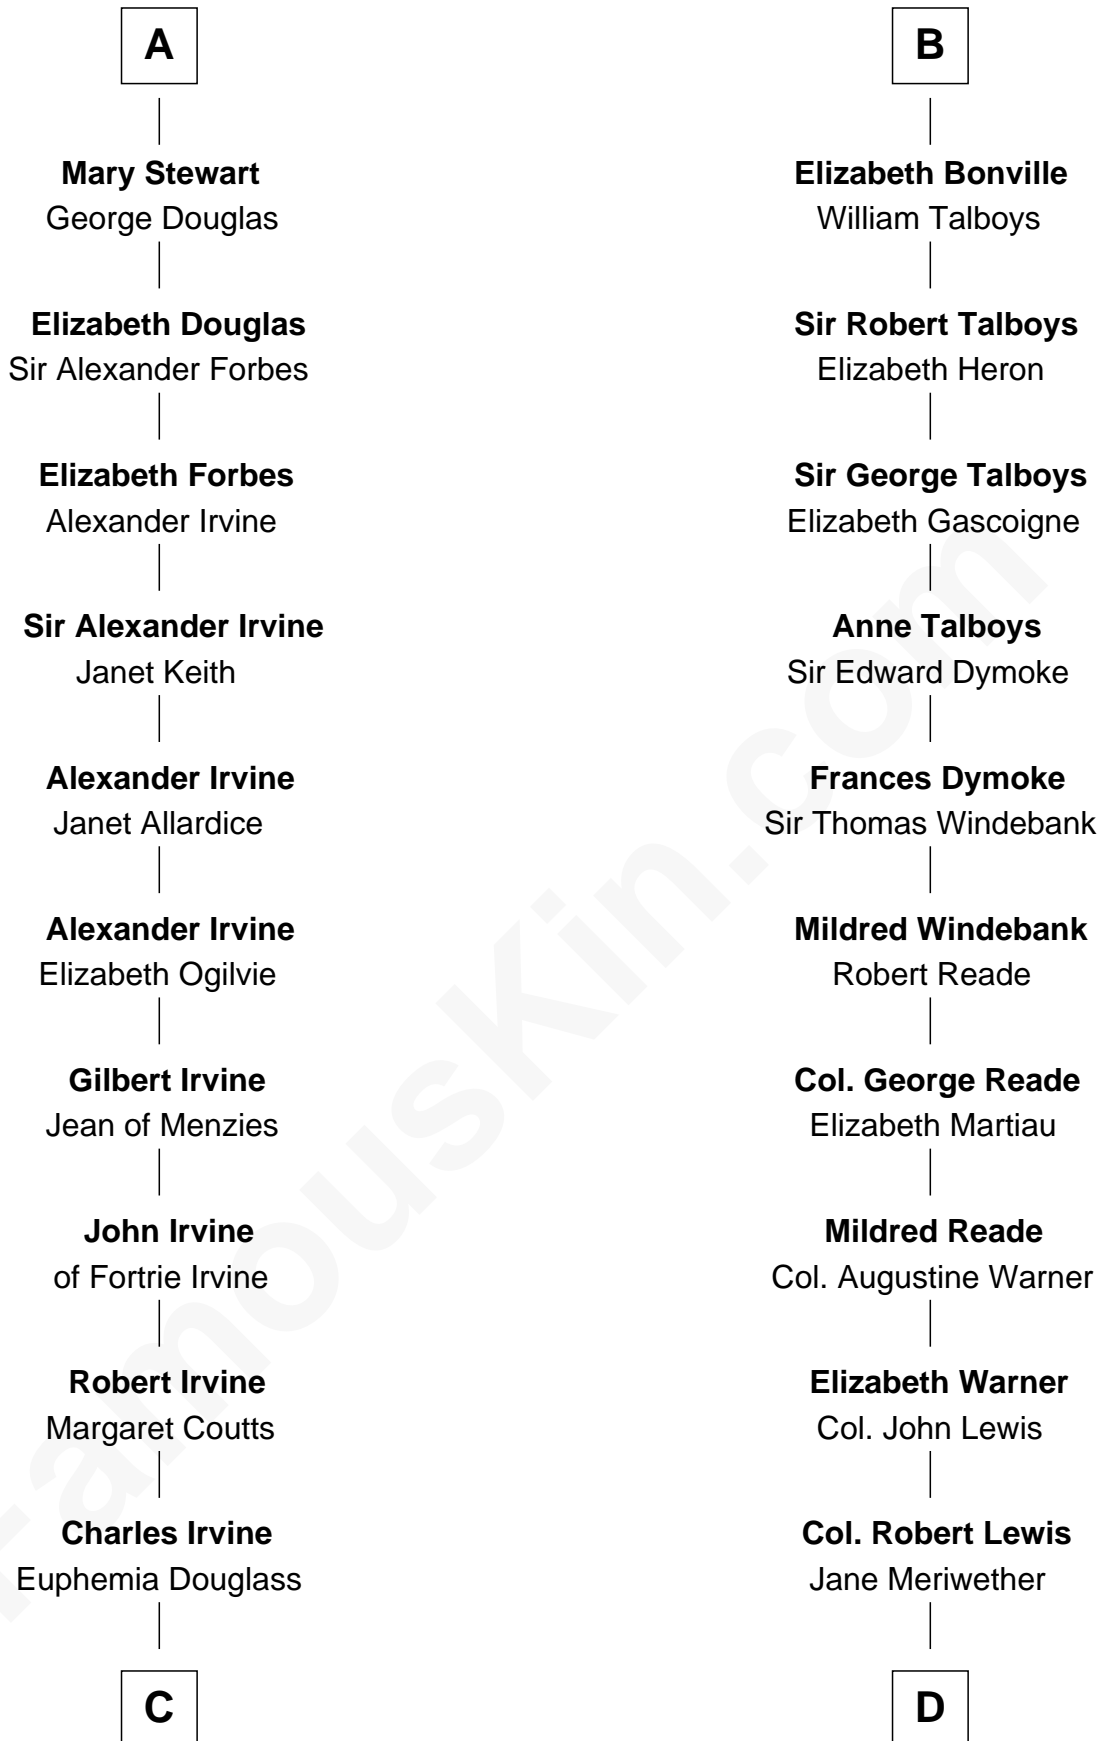 A
Mary Stewart
George Douglas
Elizabeth Douglas
Sir Alexander Forbes
Elizabeth Forbes
Alexander Irvine
Sir Alexander Irvine
Janet Keith
Alexander Irvine
Janet Allardice
Alexander Irvine
Elizabeth Ogilvie
Gilbert Irvine
Jean of Menzies
John Irvine
of Fortrie Irvine
Robert Irvine
Margaret Coutts
Charles Irvine
Euphemia Douglass
C
B
Elizabeth Bonville
William Talboys
Sir Robert Talboys
Elizabeth Heron
Sir George Talboys
Elizabeth Gascoigne
Anne Talboys
Sir Edward Dymoke
Frances Dymoke
Sir Thomas Windebank
Mildred Windebank
Robert Reade
Col. George Reade
Elizabeth Martiau
Mildred Reade
Col. Augustine Warner
Elizabeth Warner
Col. John Lewis
Col. Robert Lewis
Jane Meriwether
D
FamousKin.com